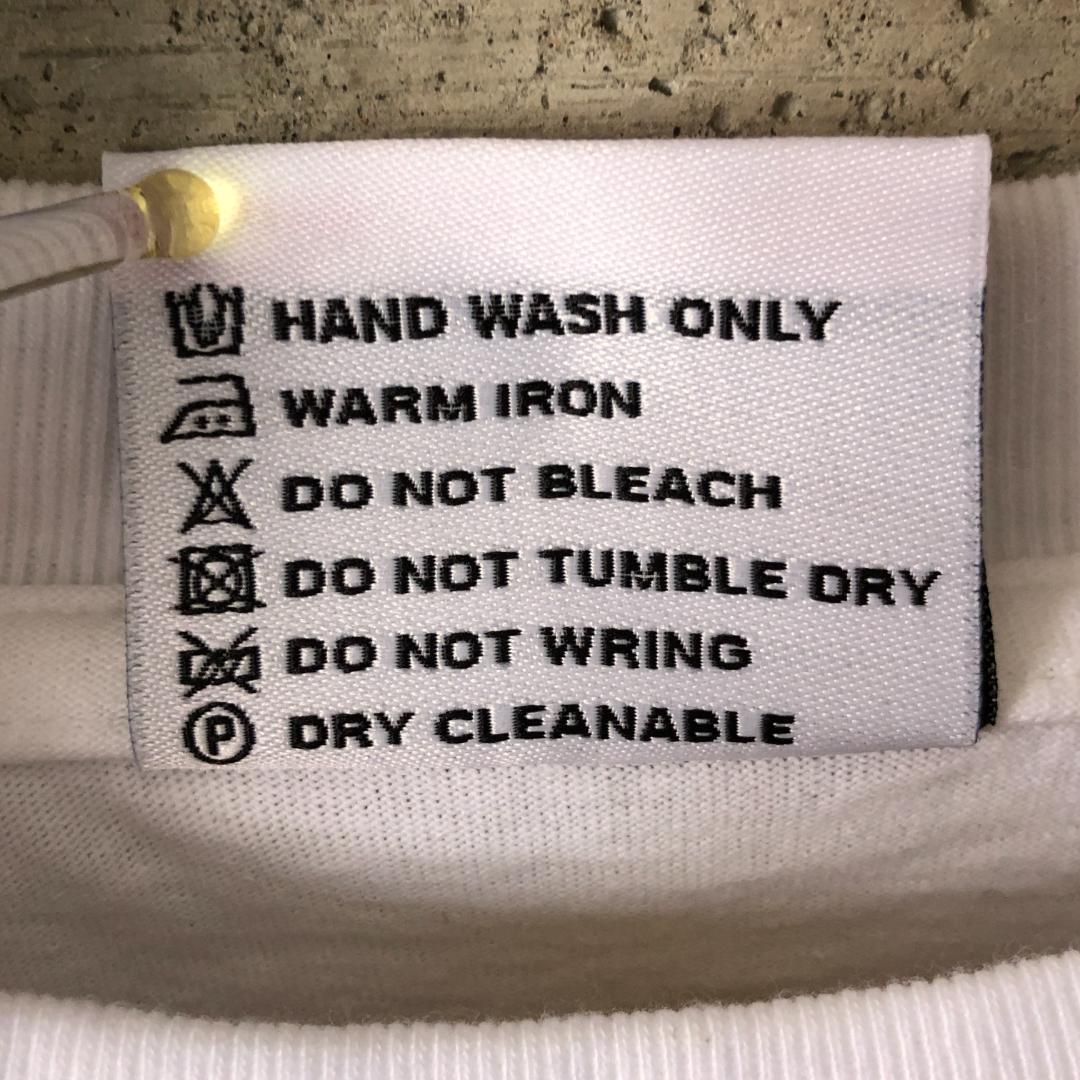 HAND WASH ONLY
WARM IRON
DO NOT BLEACH
DO NOT TUMBLE DRY
DO NOT WRING
P DRY CLEANABLE